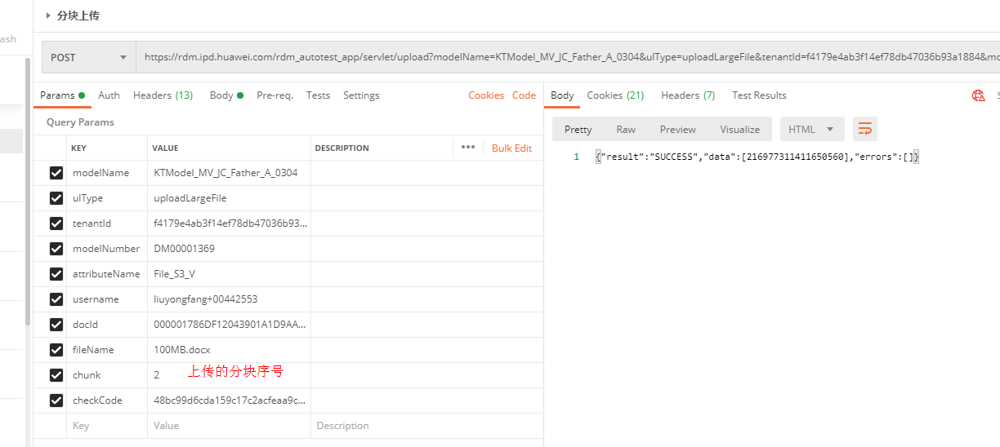 分块上传
ash
POST
https://rdm.ipd.huawei.com/rdm_autotest_app/servlet/upload?modelName=KTModel_MV_JC_Father_A_0304&ulType=uploadLargeFile&tenantId=f4179e4ab3f14ef78db47036b93a1884&mo
Params Auth Headers (13) Body Pre-req. Tests Settings Cookies Code
Body Cookies (21) Headers (7) Test Results
Query Params
Pretty Raw Preview Visualize HTML
KEY VALUE DESCRIPTION ••• Bulk Edit
1 {"result":"SUCCESS","data":[216977311411650560],"errors":[]}
modelName KTModel_MV_JC_Father_A_0304
ulType uploadLargeFile
tenantId f4179e4ab3f14ef78db47036b93...
modelNumber DM00001369
attributeName File_S3_V
username liuyongfang+00442553
docId 000001786DF12043901A1D9AA...
fileName 100MB.docx
chunk 2 上传的分块序号
checkCode 48bc99d6cda159c17c2acfeaa9c...
Key Value Description